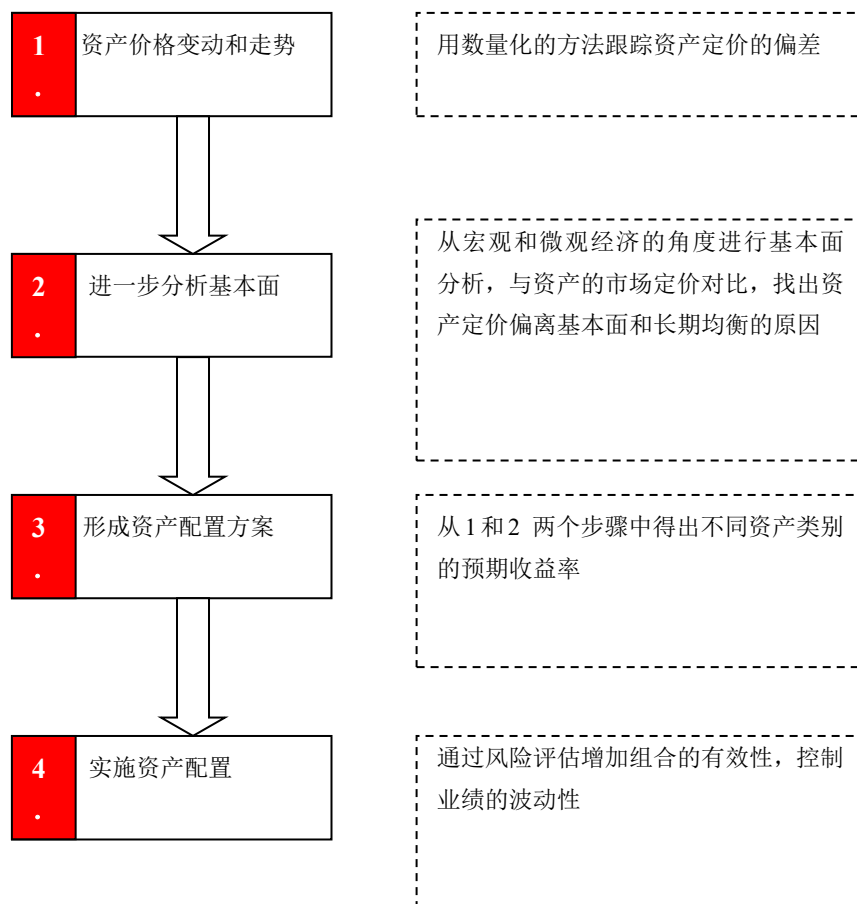 1 资产价格变动和走势
.
用数量化的方法跟踪资产定价的偏差
2 进一步分析基本面
.
从宏观和微观经济的角度进行基本面
分析，与资产的市场定价对比，找出资
产定价偏离基本面和长期均衡的原因
3 形成资产配置方案
.
从 1 和 2 两个步骤中得出不同资产类别
的预期收益率
4 实施资产配置
.
通过风险评估增加组合的有效性，控制
业绩的波动性